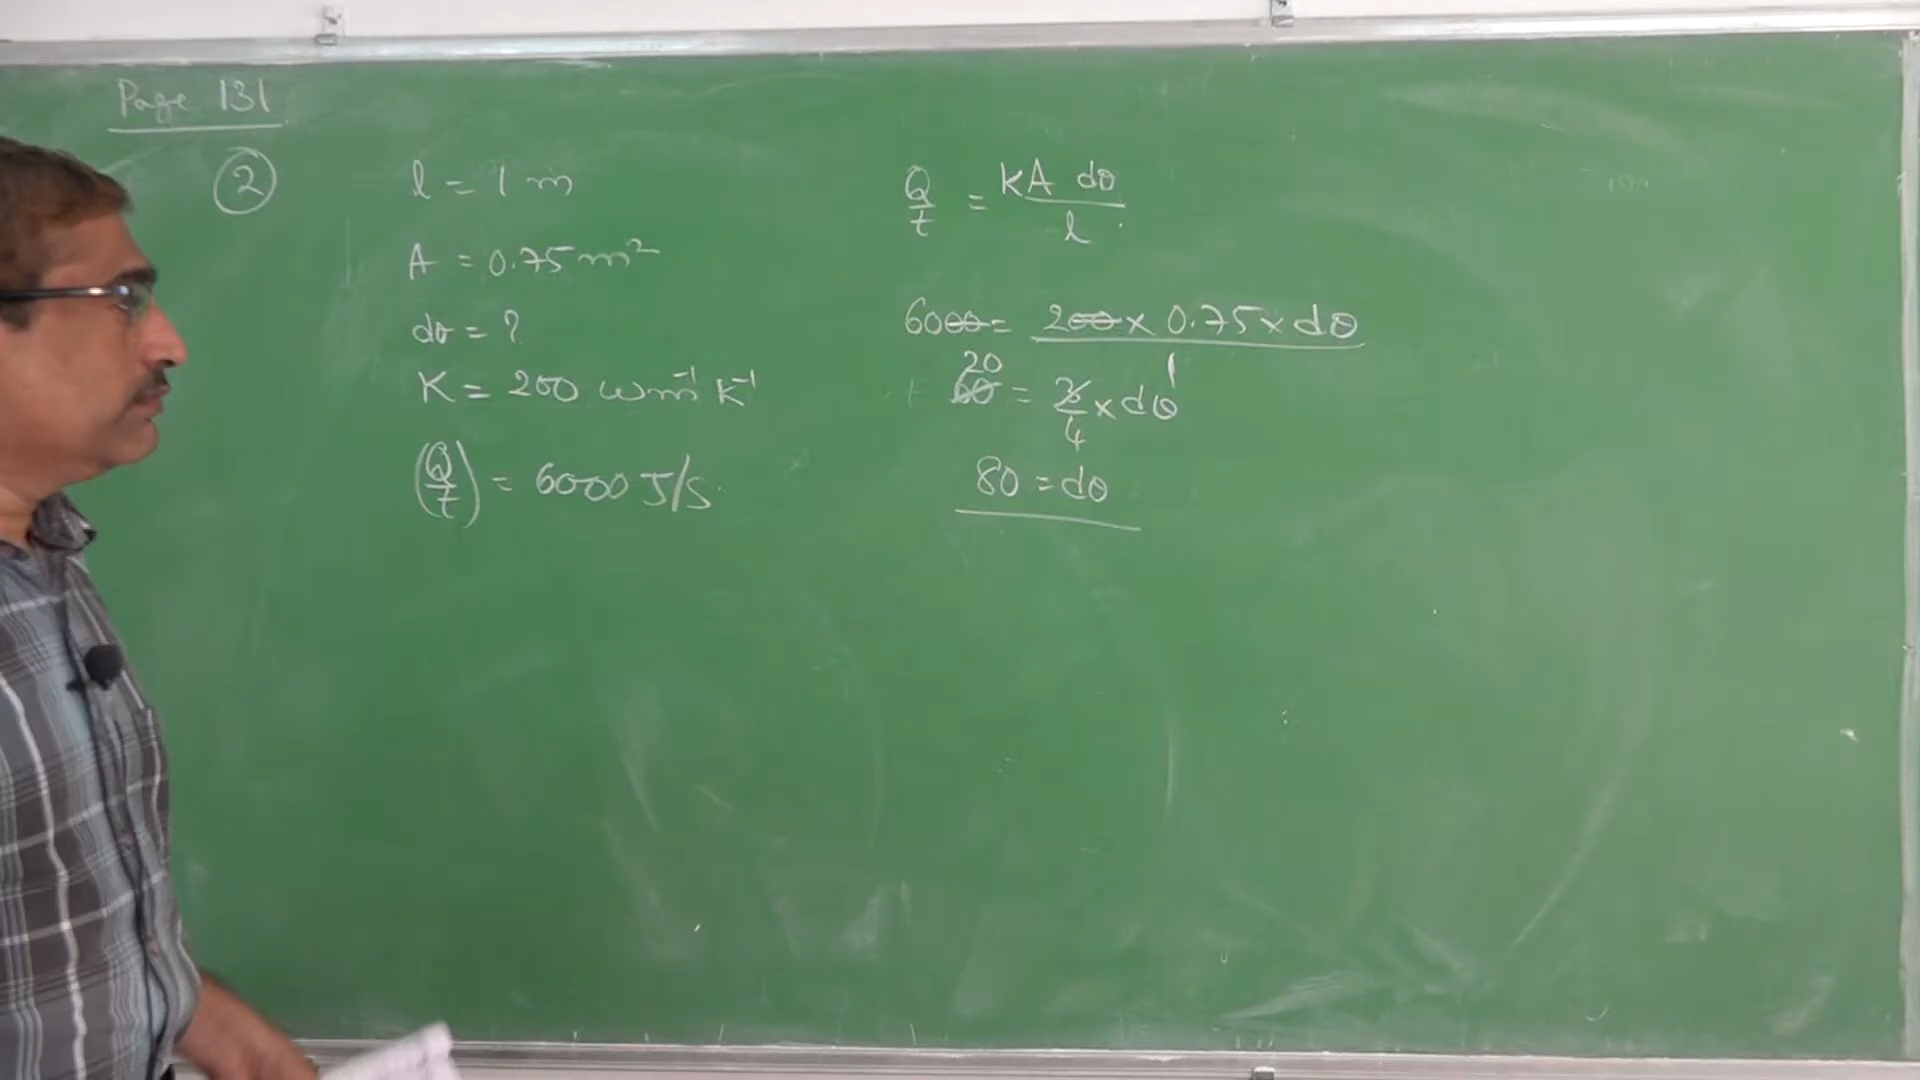 Page 131
2
l = 1 m
A = 0.75 m²
dθ = ?
K = 200 wm⁻¹ K⁻¹
(Q/t) = 6000 J/s.
Q/t = KA dθ / l
6000 = 200 x 0.75 x dθ / 1
20
60 = 3/4 x dθ
80 = dθ